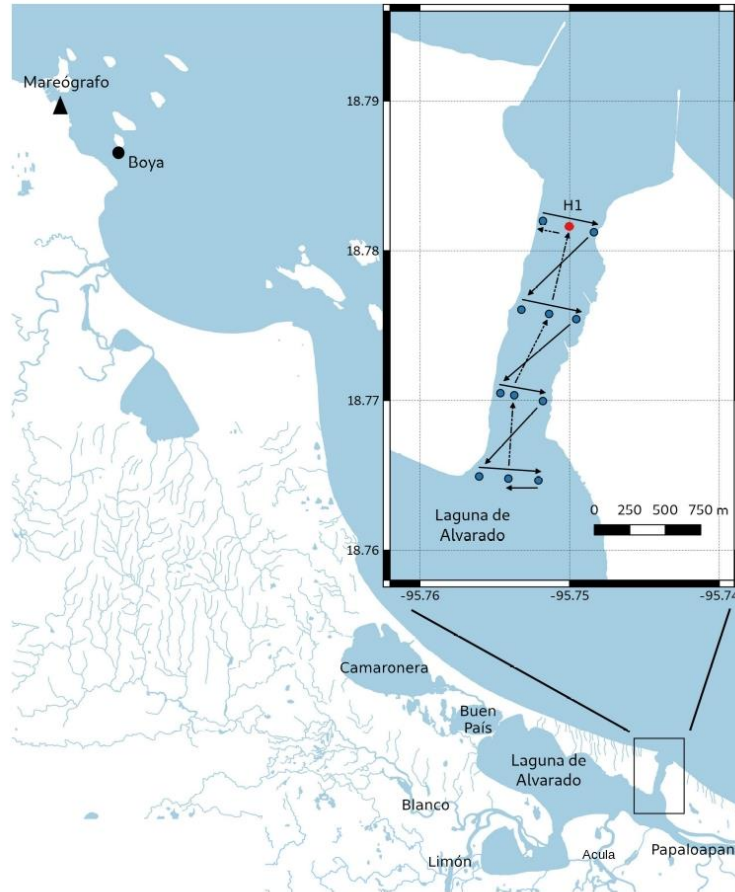 Mareógrafo
Boya
18.79
18.78
18.77
18.76
H1
Laguna de
Alvarado
0 250 500 750 m
-95.76
-95.75
-95.74
Camaronera
Buen
País
Laguna de
Alvarado
Blanco
Limón
Acula
Papaloapan